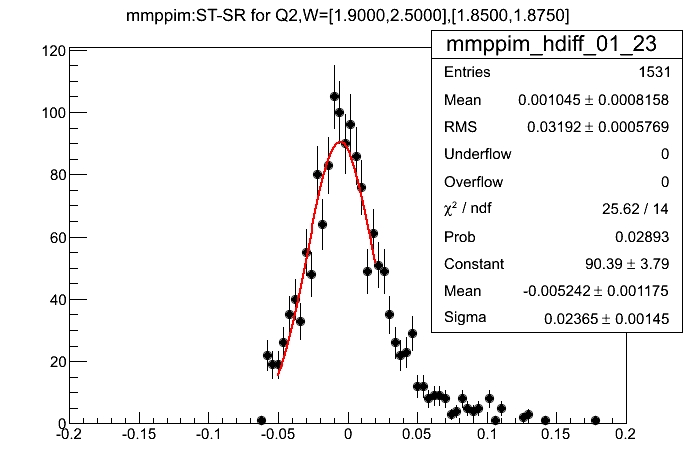 mmppim:ST-SR for Q2,W=[1.9000,2.5000],[1.8500,1.8750]
mmppim_hdiff_01_23
Entries 1531
Mean 0.001045 ± 0.0008158
RMS 0.03192 ± 0.0005769
Underflow 0
Overflow 0
χ² / ndf 25.62 / 14
Prob 0.02893
Constant 90.39 ± 3.79
Mean -0.005242 ± 0.001175
Sigma 0.02365 ± 0.00145
120
100
80
60
40
20
0
-0.2 -0.15 -0.1 -0.05 0 0.05 0.1 0.15 0.2